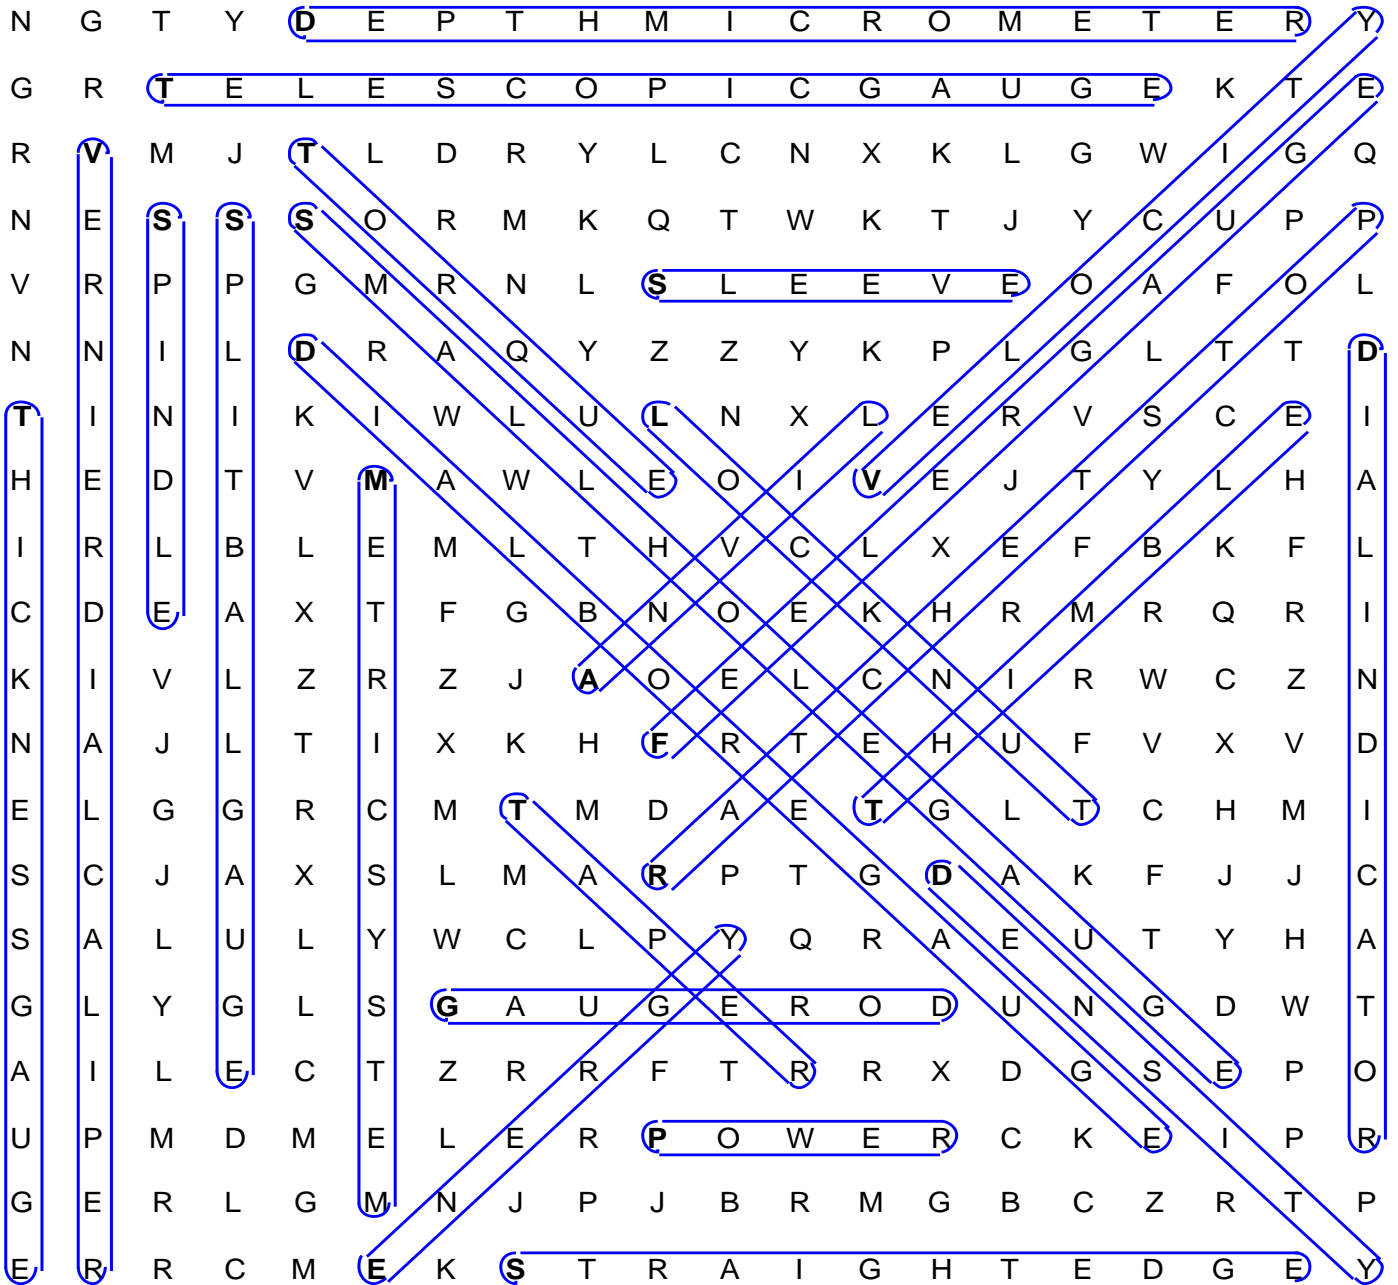 N G T Y D E P T H M I C R O M E T E R Y
G R T E L E S C O P I C G A U G E K T E
R V M J T L D R Y L C N X K L G W I G Q
N E S S S O R M K Q T W K T J Y C U P P
V R P P G M R N L S L E E V E O A F O L
N N I L D R A Q Y Z Z Y K P L G L T T D
T I N I K I W L U L N X L E R V S C E I
H E D T V M A W L E O I V E J T Y L H A
I R L B L E M L T H V C L X E F B K F L
C D E A X T F G B N O E K H R M R Q R I
K I V L Z R Z J A O E L C N I R W C Z N
N A J L T I X K H F R T E H U F V X V D
E L G G R C M T M D A E T G L T C H M I
S C J A X S L M A R P T G D A K F J J C
S A L U L Y W C L P Y Q R A E U T Y H A
G L Y G L S G A U G E R O D U N G D W T
A I L E C T Z R R F T R R X D G S E P O
U P M D M E L E R P O W E R C K E I P R
G E R L G M N J P J B R M G B C Z R T P
E R R C M E K S T R A I G H T E D G E Y